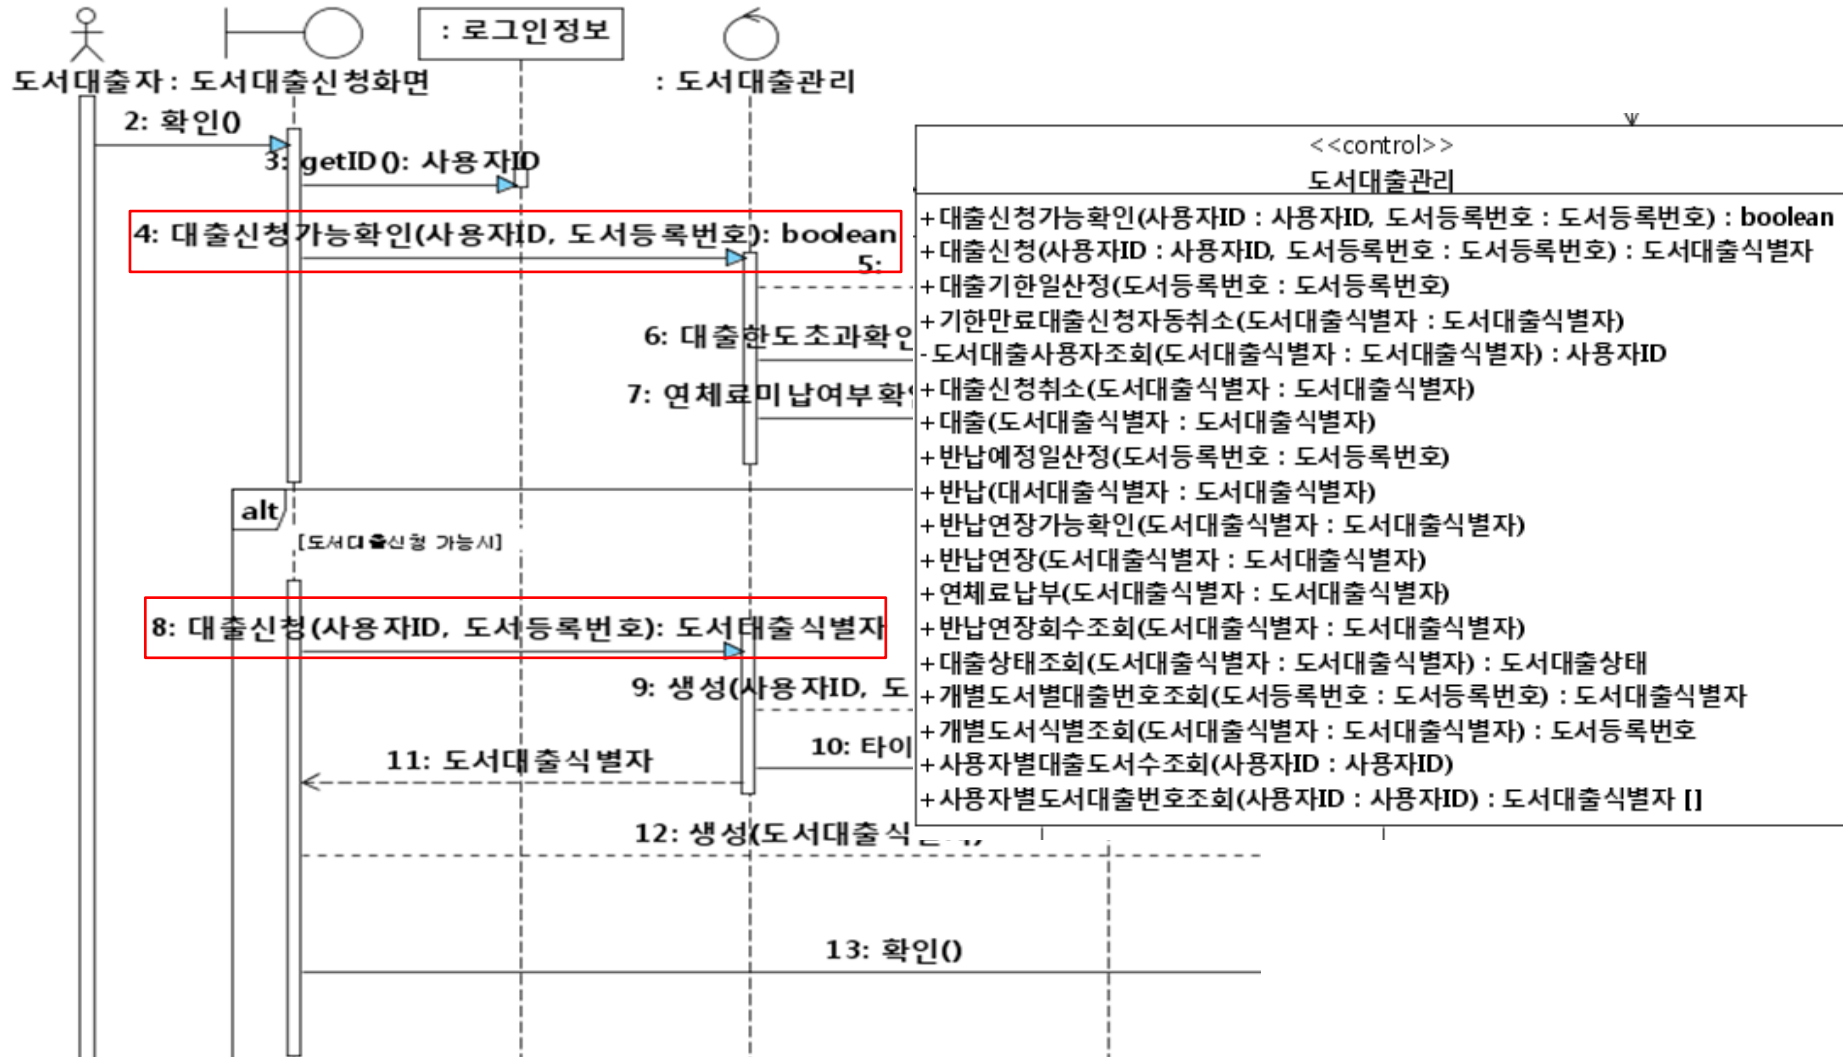 : 로그인정보
도서대출자
: 도서대출신청화면
: 도서대출관리
2: 확인()
3: getID(): 사용자ID
4: 대출신청가능확인(사용자ID, 도서등록번호): boolean
5:
6: 대출한도초과확인
7: 연체료미납여부확
alt
[도서대출신청 가능시]
8: 대출신청(사용자ID, 도서등록번호): 도서대출식별자
9: 생성(사용자ID, 도
10: 타이
11: 도서대출식별자
12: 생성(도서대출식별자)
13: 확인()
<<control>>
도서대출관리
+대출신청가능확인(사용자ID : 사용자ID, 도서등록번호 : 도서등록번호) : boolean
+대출신청(사용자ID : 사용자ID, 도서등록번호 : 도서등록번호) : 도서대출식별자
+대출기한일산정(도서등록번호 : 도서등록번호)
+기한만료대출신청자동취소(도서대출식별자 : 도서대출식별자)
-도서대출사용자조회(도서대출식별자 : 도서대출식별자) : 사용자ID
+대출신청취소(도서대출식별자 : 도서대출식별자)
+대출(도서대출식별자 : 도서대출식별자)
+반납예정일산정(도서등록번호 : 도서등록번호)
+반납(대서대출식별자 : 도서대출식별자)
+반납연장가능확인(도서대출식별자 : 도서대출식별자)
+반납연장(도서대출식별자 : 도서대출식별자)
+연체료납부(도서대출식별자 : 도서대출식별자)
+반납연장회수조회(도서대출식별자 : 도서대출식별자)
+대출상태조회(도서대출식별자 : 도서대출식별자) : 도서대출상태
+개별도서별대출번호조회(도서등록번호 : 도서등록번호) : 도서대출식별자
+개별도서식별조회(도서대출식별자 : 도서대출식별자) : 도서등록번호
+사용자별대출도서수조회(사용자ID : 사용자ID)
+사용자별도서대출번호조회(사용자ID : 사용자ID) : 도서대출식별자 []